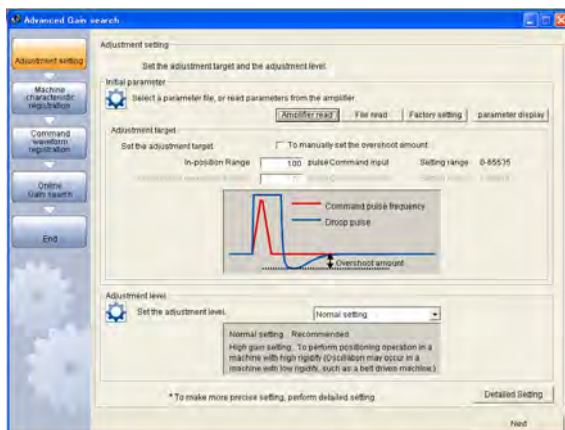 Advanced Gain search
Adjustment setting
Machine
characteristic
registration
Command
waveform
registration
Online
Gain search
End
Adjustment setting
Set the adjustment target and the adjustment level.
Initial parameter
Select a parameter file, or read parameters from the amplifier.
Amplifier read File read Factory setting parameter display
Adjustment target
Set the adjustment target To manually set the overshoot amount
In-position Range 100 pulse Command input Setting range 0-65535
Command pulse frequency
Droop pulse
Overshoot amount
Adjustment level
Set the adjustment level. Normal setting
Normal setting Recommended
High gain setting. To perform positioning operation in a
machine with high rigidity (Oscillation may occur in a
machine with low rigidity, such as a belt driven machine.)
* To make more precise setting, perform detailed setting. Detailed Setting
Next